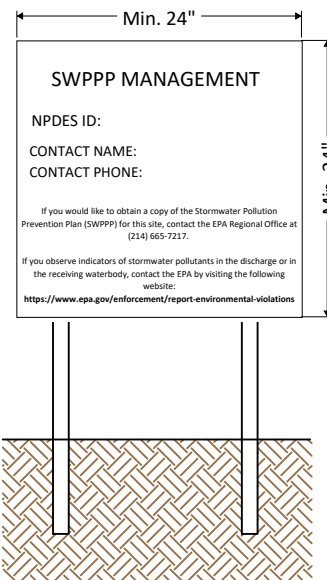 Min. 24"
SWPPP MANAGEMENT
NPDES ID:
CONTACT NAME:
CONTACT PHONE:
If you would like to obtain a copy of the Stormwater Pollution
Prevention Plan (SWPPP) for this site, contact the EPA Regional Office at
(214) 665-7217.
If you observe indicators of stormwater pollutants in the discharge or in
the receiving waterbody, contact the EPA by visiting the following
website:
https://www.epa.gov/enforcement/report-environmental-violations
Min. 24"